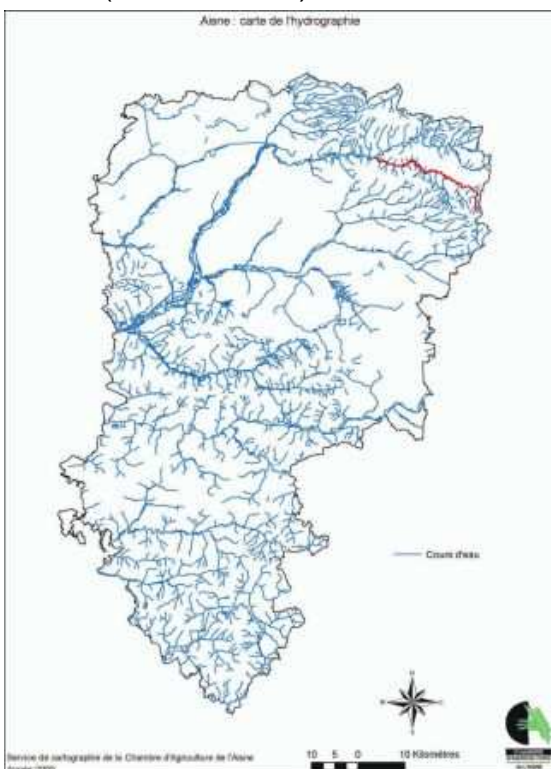 Aisne : carte de l'hydrographie
Cours d'eau
10 5 0 10 Kilomètres
Service de cartographie de la Chambre d'Agriculture de l'Aisne